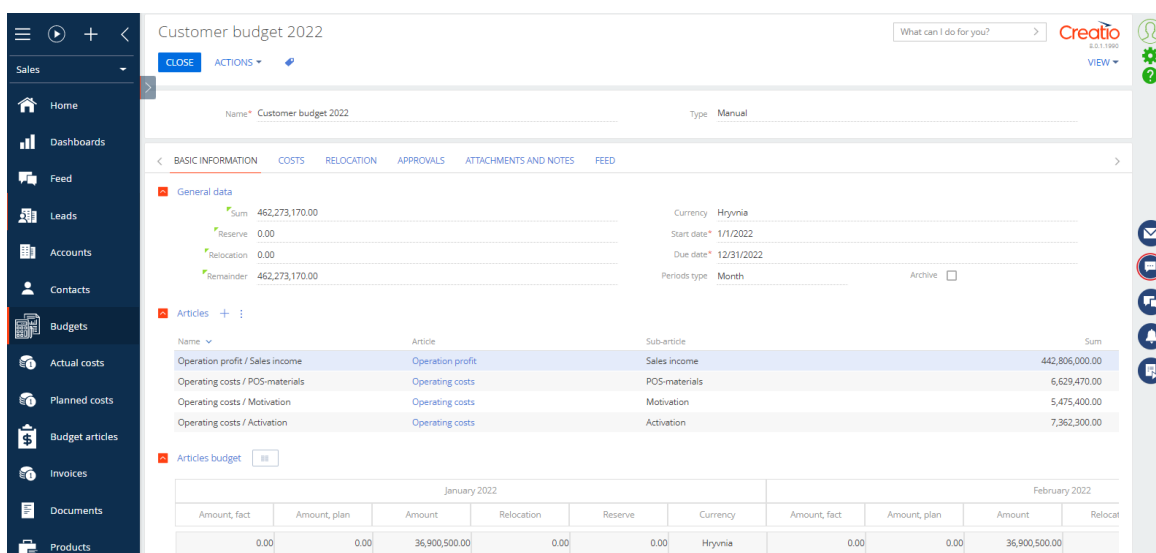 Customer budget 2022
What can I do for you?
Creatio
8.0.1.1990
CLOSE ACTIONS
VIEW
Sales
Home
Dashboards
Feed
Leads
Accounts
Contacts
Budgets
Actual costs
Planned costs
Budget articles
Invoices
Documents
Products
Name* Customer budget 2022 Type Manual
BASIC INFORMATION COSTS RELOCATION APPROVALS ATTACHMENTS AND NOTES FEED
General data
Sum 462,273,170.00 Currency Hryvnia
Reserve 0.00 Start date* 1/1/2022
Relocation 0.00 Due date* 12/31/2022
Remainder 462,273,170.00 Periods type Month Archive
Articles
Name Article Sub-article Sum
Operation profit / Sales income Operation profit Sales income 442,806,000.00
Operating costs / POS-materials Operating costs POS-materials 6,629,470.00
Operating costs / Motivation Operating costs Motivation 5,475,400.00
Operating costs / Activation Operating costs Activation 7,362,300.00
Articles budget
January 2022 February 2022
Amount, fact Amount, plan Amount Relocation Reserve Currency Amount, fact Amount, plan Amount Relocat
0.00 0.00 36,900,500.00 0.00 0.00 Hryvnia 0.00 0.00 36,900,500.00